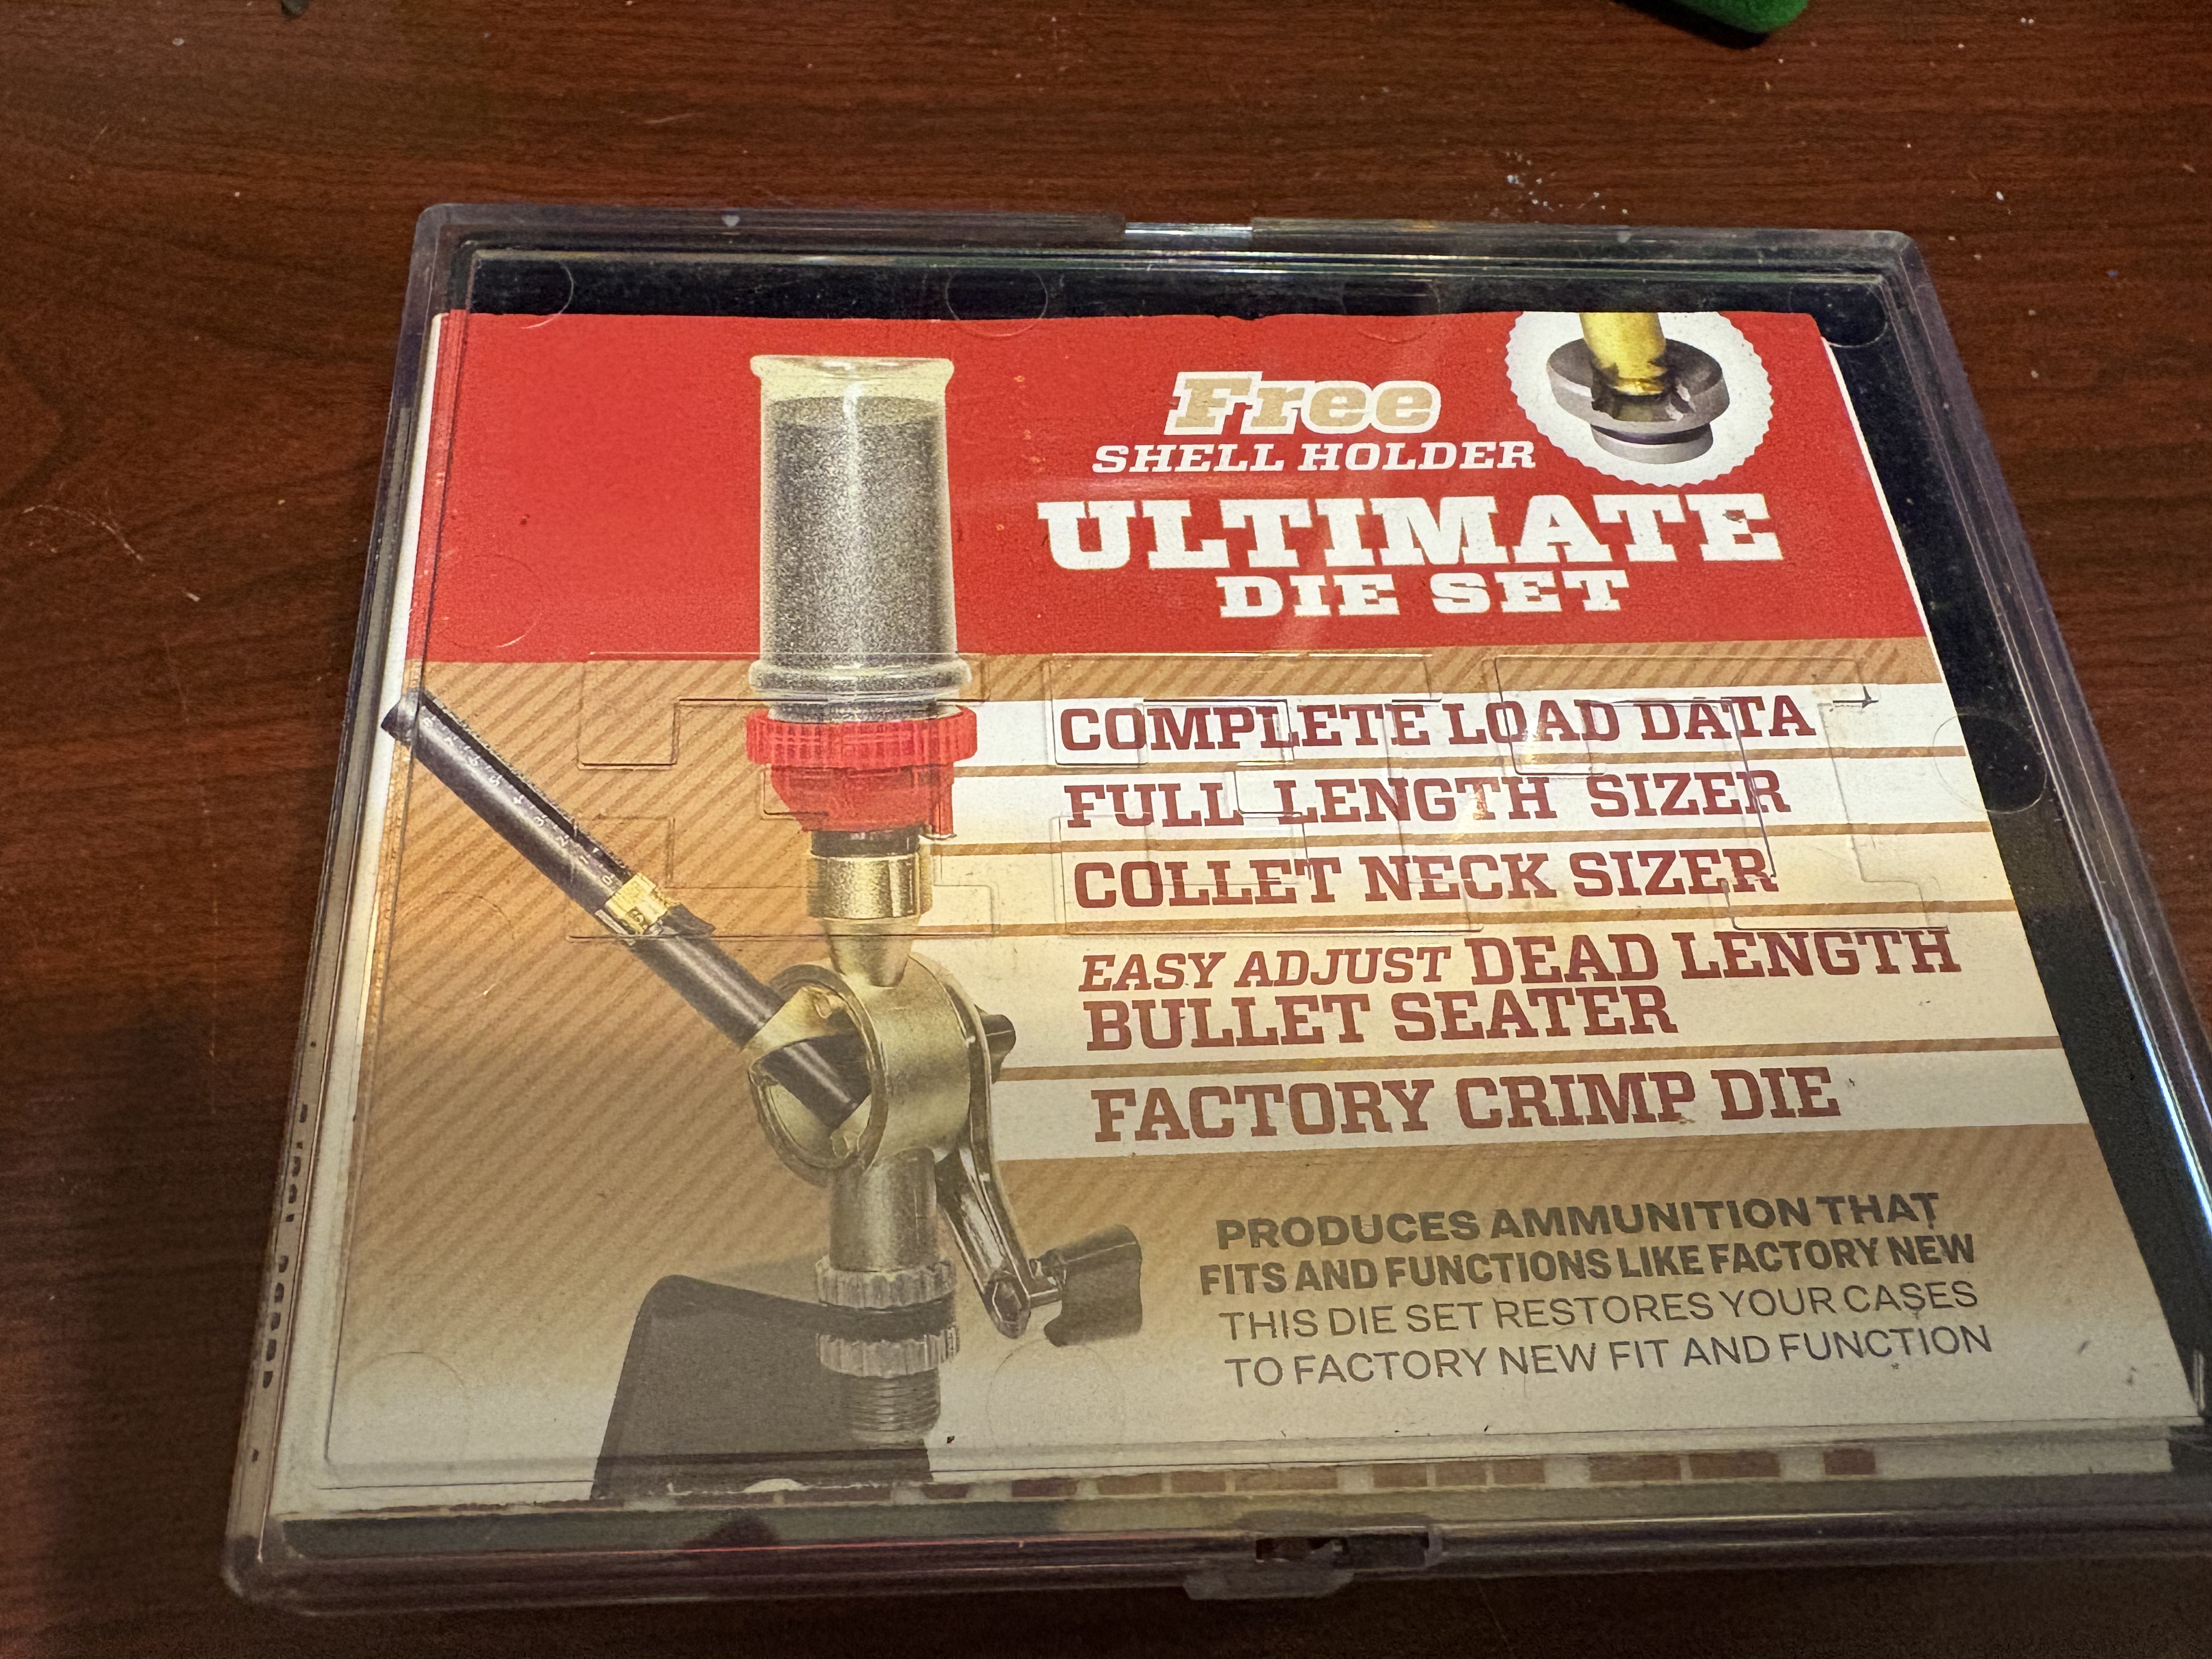 Free
SHELL HOLDER
ULTIMATE
DIE SET
COMPLETE LOAD DATA
FULL LENGTH SIZER
COLLET NECK SIZER
EASY ADJUST DEAD LENGTH
BULLET SEATER
FACTORY CRIMP DIE
PRODUCES AMMUNITION THAT
FITS AND FUNCTIONS LIKE FACTORY NEW
THIS DIE SET RESTORES YOUR CASES
TO FACTORY NEW FIT AND FUNCTION